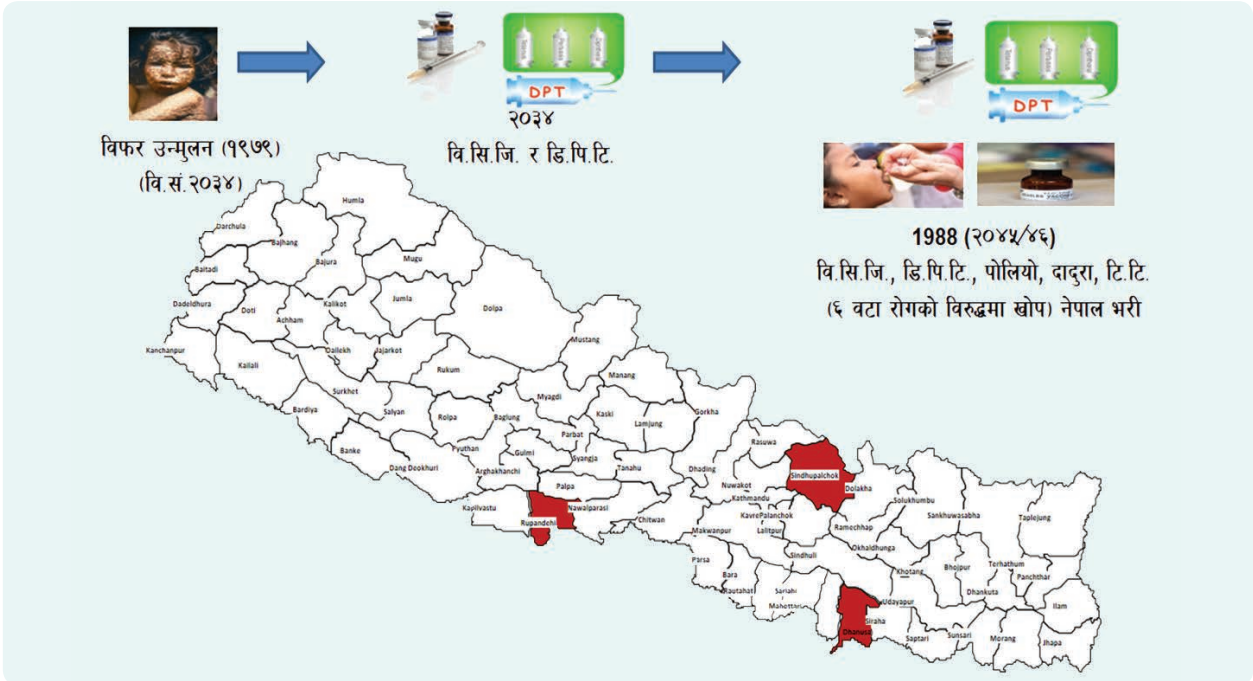 विफर उन्मुलन (१९७९)
(वि.सं.२०३४)
DPT
२०३४
वि.सि.जि. र डि.पि.टि.
DPT
1988 (२०४५/४६)
वि.सि.जि., डि.पि.टि., पोलियो, दादुरा, टि.टि.
(६ वटा रोगको विरुद्धमा खोप) नेपाल भरी
Humla
Darchula
Bajhang
Baitadi
Bajura
Mugu
Dadeldhura
Doti
Achham
Kalikot
Jumla
Dolpa
Kanchanpur
Kailali
Dailekh
Jajarkot
Rukum
Mustang
Manang
Bardiya
Surkhet
Salyan
Rolpa
Baglung
Myagdi
Kaski
Lamjung
Gorkha
Banke
Dang Deokhuri
Pyuthan
Gulmi
Parbat
Syangja
Tanahu
Arghakhanchi
Palpa
Kapilvastu
Rupandehi
Nawalparasi
Chitwan
Dhading
Rasuwa
Nuwakot
Sindhupalchok
Dolakha
Kathmandu
KavrePalanchok
Lalitpur
Makwanpur
Ramechhap
Solukhumbu
Sankhuwasabha
Taplejung
Parsa
Bara
Rautahat
Sarlahi
Mahottari
Sindhuli
Okhaldhunga
Khotang
Bhojpur
Terhathum
Panchthar
Dhankuta
Ilam
Udayapur
Dhanusa
Siraha
Saptari
Sunsari
Morang
Jhapa